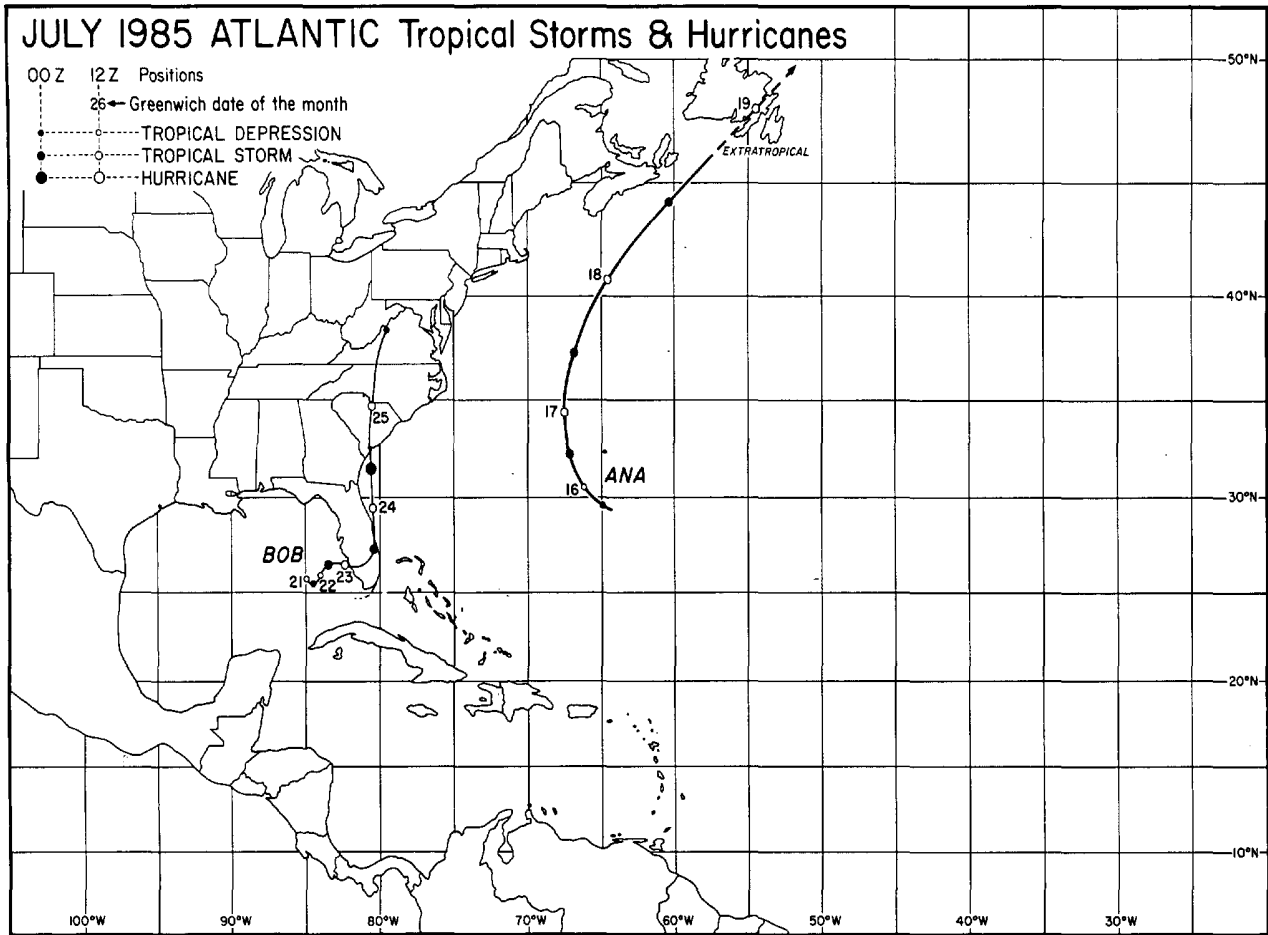 JULY 1985 ATLANTIC Tropical Storms & Hurricanes
00 Z 12 Z Positions
26 Greenwich date of the month
TROPICAL DEPRESSION
TROPICAL STORM
HURRICANE
50°N
19
EXTRATROPICAL
18
40°N
17
25
ANA
16
30°N
24
BOB
23
21
22
20°N
10°N
100°W 90°W 80°W 70°W 60°W 50°W 40°W 30°W